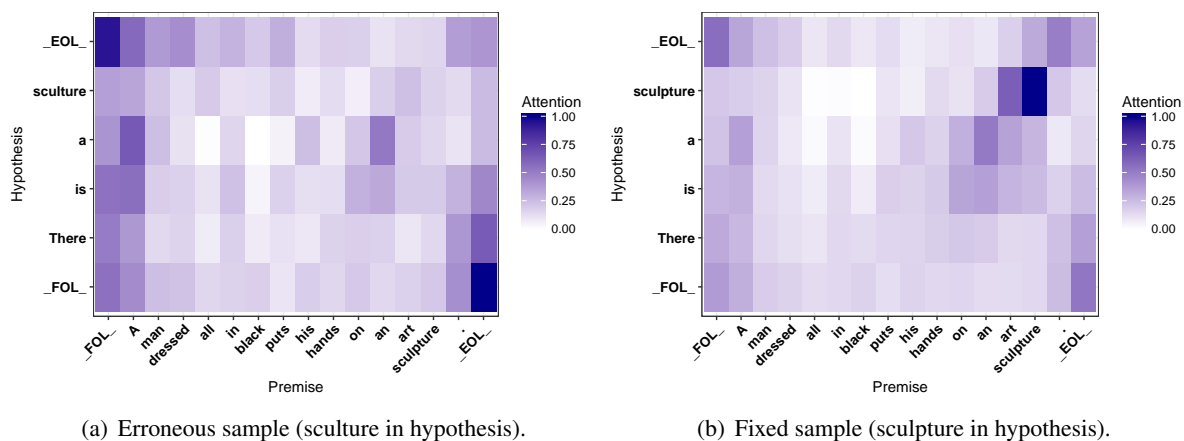 _EOL_
sculture
a
is
There
_FOL_
Hypothesis
_FOL_
A
man
dressed
all
in
black
puts
his
hands
on
an
art
sculpture
.
_EOL_
Premise
Attention
1.00
0.75
0.50
0.25
0.00
(a) Erroneous sample (sculture in hypothesis).
_EOL_
sculpture
a
is
There
_FOL_
Hypothesis
_FOL_
A
man
dressed
all
in
black
puts
his
hands
on
an
art
sculpture
.
_EOL_
Premise
Attention
1.00
0.75
0.50
0.25
0.00
(b) Fixed sample (sculpture in hypothesis).